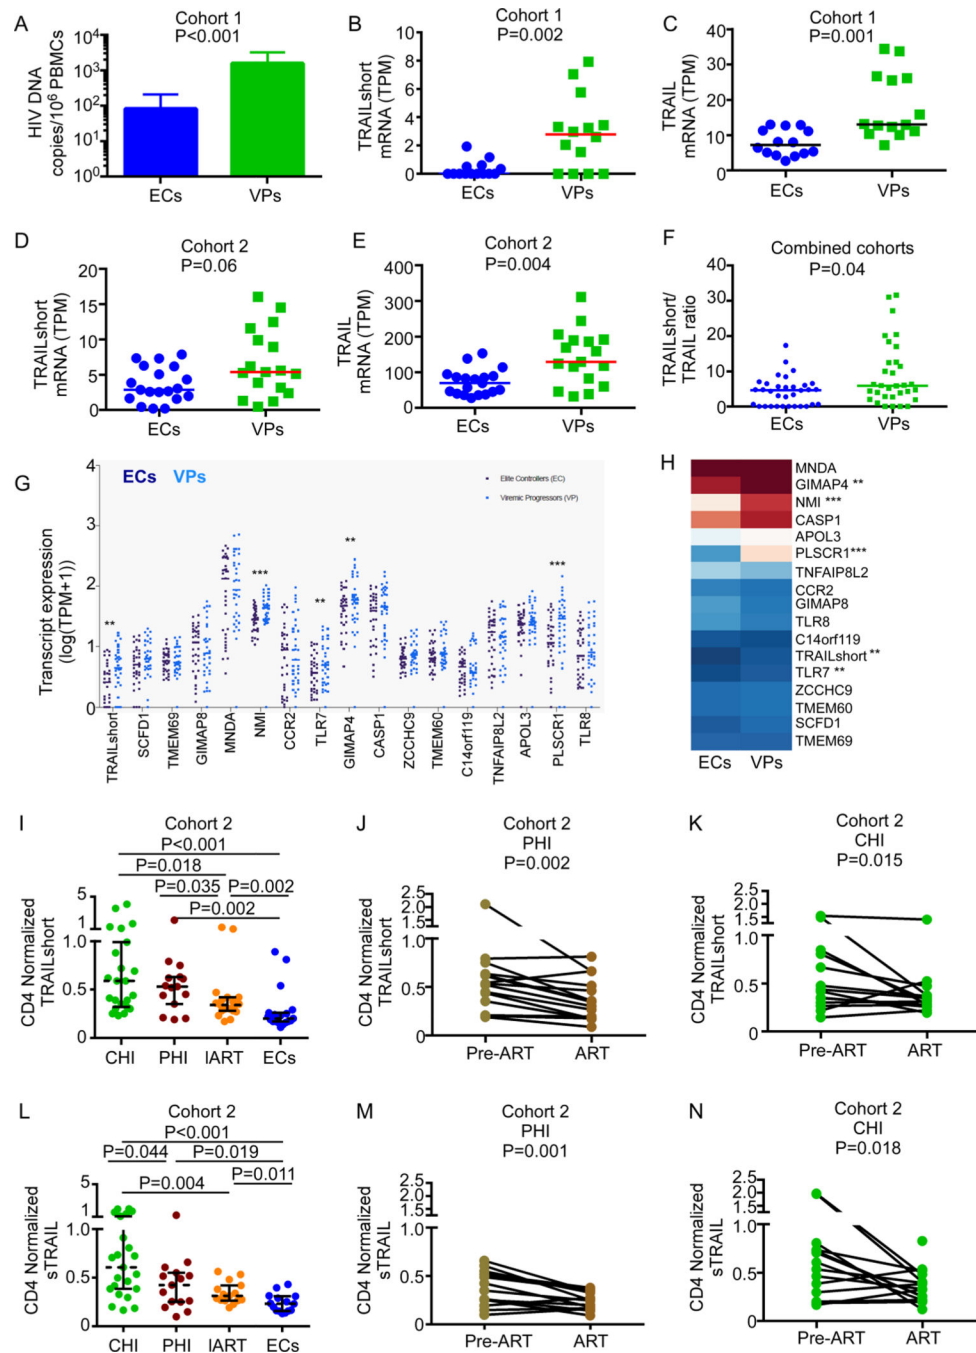 A
Cohort 1
P<0.001
HIV DNA
copies/10⁶ PBMCs
10⁴
10³
10²
10¹
10⁰
ECs
VPs
B
Cohort 1
P=0.002
TRAILshort
mRNA (TPM)
8
6
4
2
0
ECs
VPs
C
Cohort 1
P=0.001
TRAIL
mRNA (TPM)
40
30
20
10
0
ECs
VPs
D
Cohort 2
P=0.06
TRAILshort
mRNA (TPM)
20
15
10
5
0
ECs
VPs
E
Cohort 2
P=0.004
TRAIL
mRNA (TPM)
400
300
200
100
0
ECs
VPs
F
Combined cohorts
P=0.04
TRAILshort/
TRAIL ratio
40
30
20
10
0
ECs
VPs
G
ECs VPs
Elite Controllers (EC)
Viremic Progressors (VP)
Transcript expression
(log(TPM+1))
4
3
2
1
0
**
***
**
**
***
TRAILshort
SCFD1
TMEM69
GIMAP8
MNDA
NMI
CCR2
TLR7
GIMAP4
CASP1
ZCCHC9
TMEM60
C14orf119
TNFAIP8L2
APOL3
PLSCR1
TLR8
H
MNDA
GIMAP4 **
NMI ***
CASP1
APOL3
PLSCR1***
TNFAIP8L2
CCR2
GIMAP8
TLR8
C14orf119
TRAILshort **
TLR7 **
ZCCHC9
TMEM60
SCFD1
TMEM69
ECs VPs
I
Cohort 2
P<0.001
P=0.018
P=0.035 P=0.002
P=0.002
CD4 Normalized
TRAILshort
5
1.0
0.5
0.0
CHI PHI IART ECs
J
Cohort 2
PHI
P=0.002
CD4 Normalized
TRAILshort
2.5
2.0
1.5
1.0
0.5
0.0
Pre-ART ART
K
Cohort 2
CHI
P=0.015
CD4 Normalized
TRAILshort
2.5
2.0
1.5
1.0
0.5
0.0
Pre-ART ART
L
Cohort 2
P<0.001
P=0.044 P=0.019
P=0.004 P=0.011
CD4 Normalized
sTRAIL
5
1.0
0.5
0.0
CHI PHI IART ECs
M
Cohort 2
PHI
P=0.001
CD4 Normalized
sTRAIL
2.5
2.0
1.5
1.0
0.5
0.0
Pre-ART ART
N
Cohort 2
CHI
P=0.018
CD4 Normalized
sTRAIL
2.5
2.0
1.5
1.0
0.5
0.0
Pre-ART ART